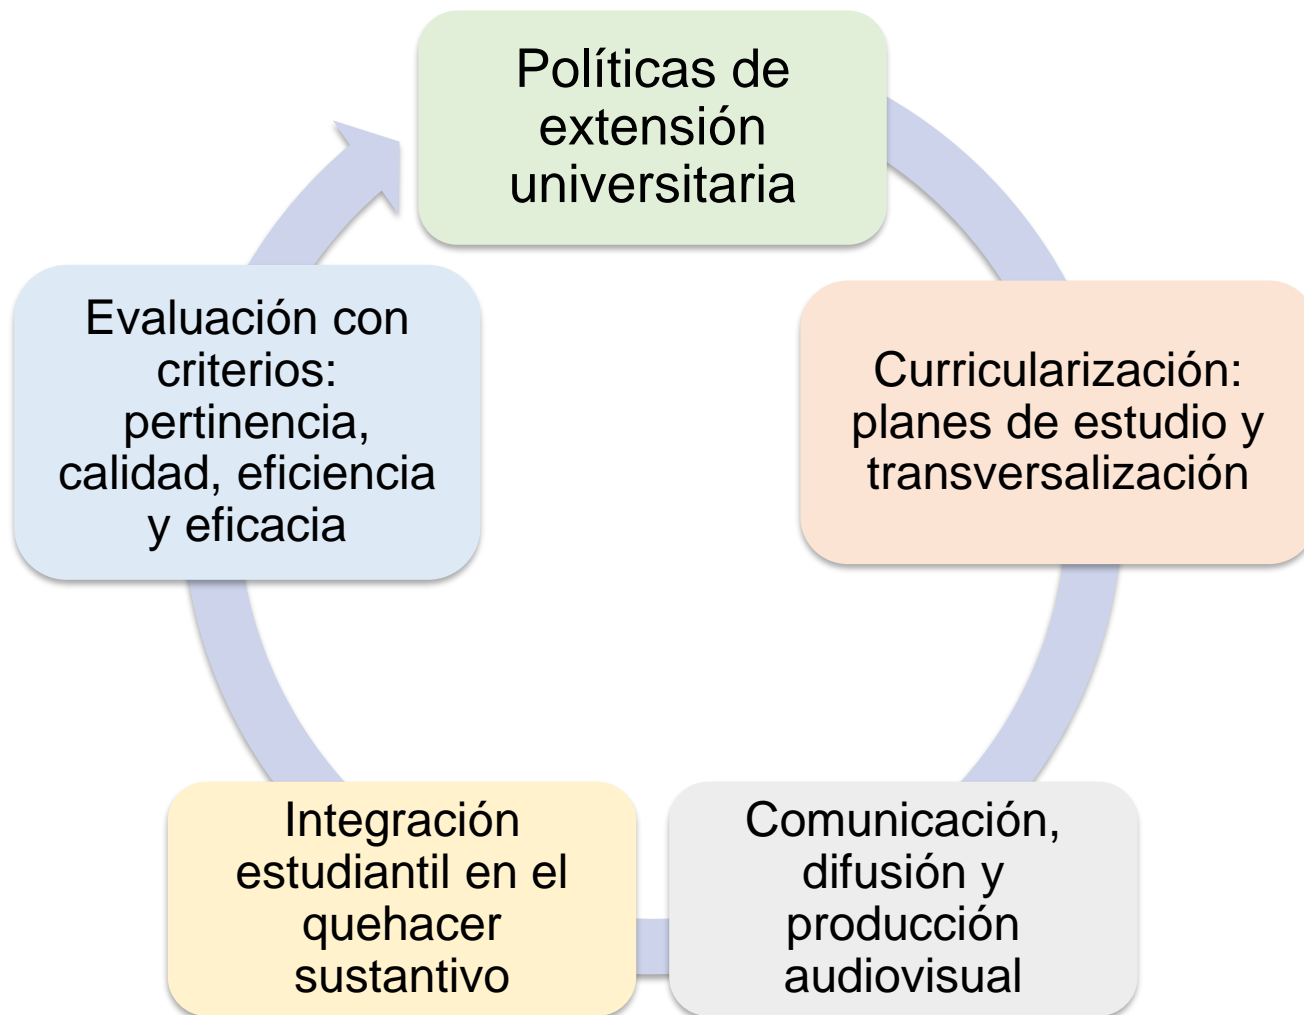 Políticas de
extensión
universitaria
Curricularización:
planes de estudio y
transversalización
Comunicación,
difusión y
producción
audiovisual
Integración
estudiantil en el
quehacer
sustantivo
Evaluación con
criterios:
pertinencia,
calidad, eficiencia
y eficacia